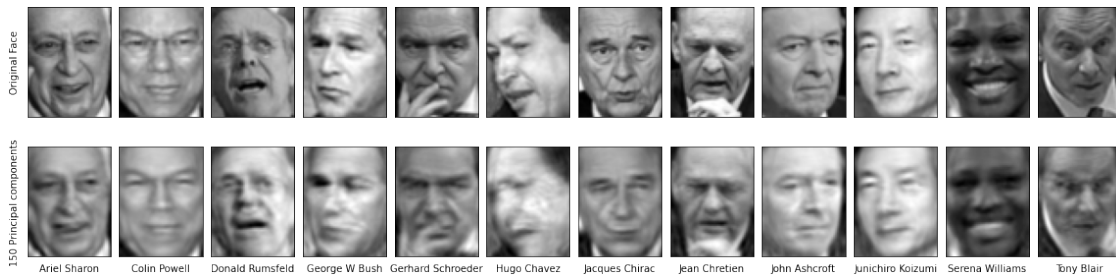 Original Face
150 Principal components
Ariel Sharon
Colin Powell
Donald Rumsfeld
George W Bush
Gerhard Schroeder
Hugo Chavez
Jacques Chirac
Jean Chretien
John Ashcroft
Junichiro Koizumi
Serena Williams
Tony Blair